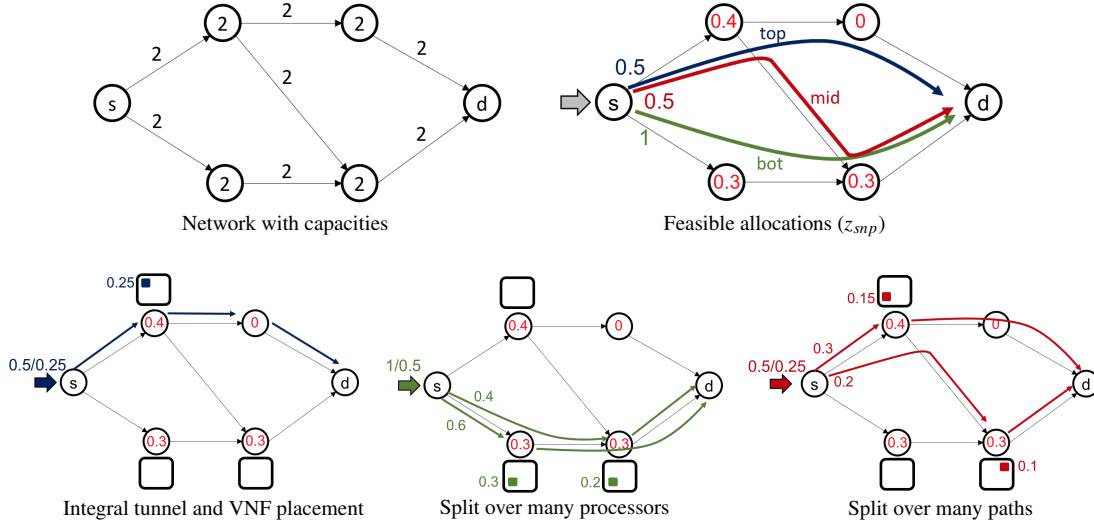 2
2
2
2
2
2
2
s
d
2
2
2
2
2
Network with capacities
0.4
0
top
0.5
s
0.5
mid
d
1
bot
0.3
0.3
Feasible allocations (z_snp)
0.25
0.4
0
0.5/0.25
s
d
0.3
0.3
Integral tunnel and VNF placement
0.4
0
1/0.5
s
0.4
d
0.6
0.3
0.3
0.3
0.2
Split over many processors
0.15
0.4
0
0.3
0.5/0.25
s
0.2
d
0.3
0.3
0.1
Split over many paths